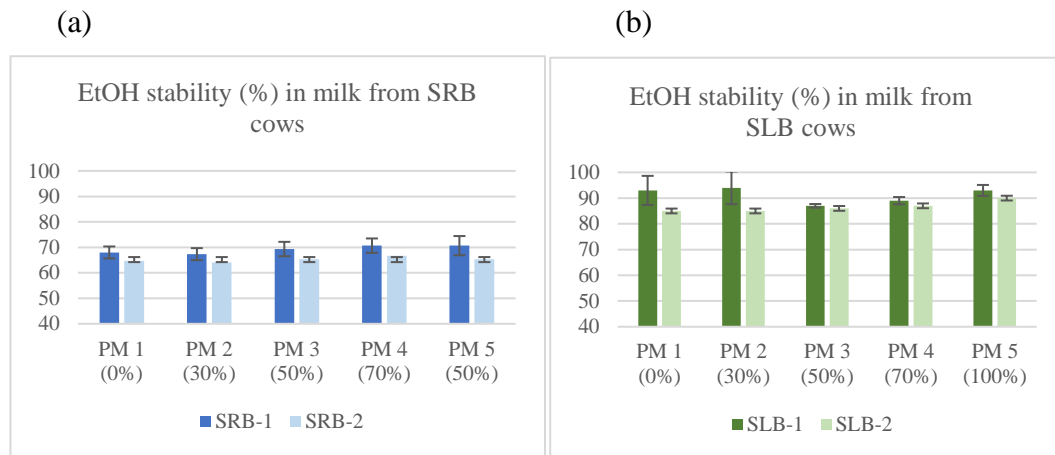 (a)
EtOH stability (%) in milk from SRB
cows
100
90
80
70
60
50
40
PM 1 PM 2 PM 3 PM 4 PM 5
(0%) (30%) (50%) (70%) (50%)
SRB-1 SRB-2
(b)
EtOH stability (%) in milk from
SLB cows
100
90
80
70
60
50
40
PM 1 PM 2 PM 3 PM 4 PM 5
(0%) (30%) (50%) (70%) (100%)
SLB-1 SLB-2